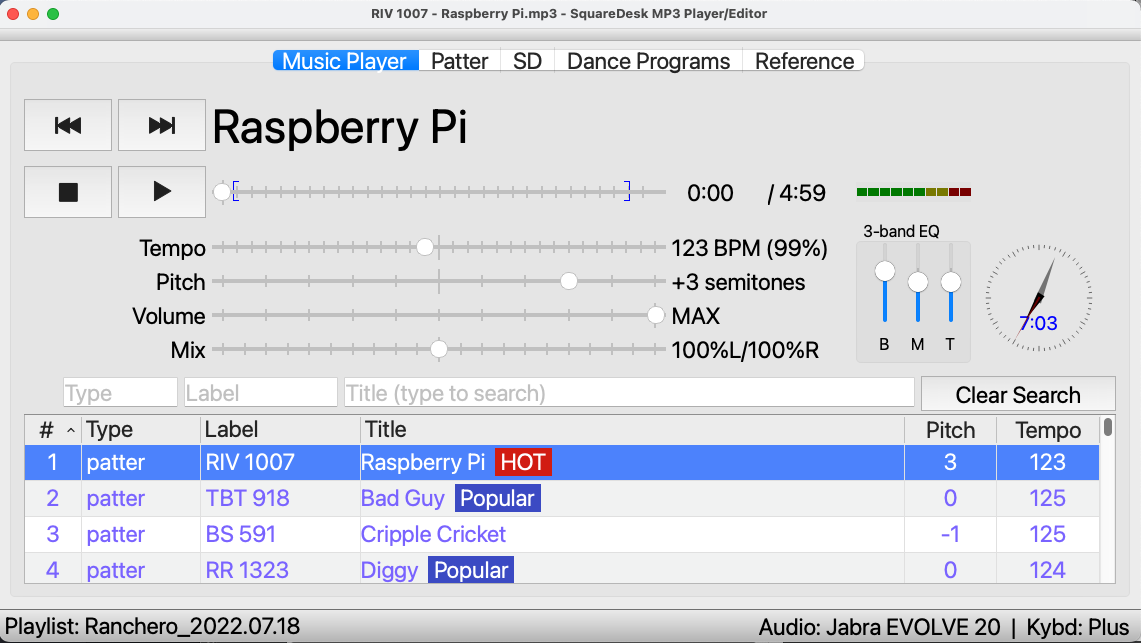 RIV 1007 - Raspberry Pi.mp3 - SquareDesk MP3 Player/Editor
Music Player Patter SD Dance Programs Reference
Raspberry Pi
0:00 / 4:59
3-band EQ
Tempo 123 BPM (99%)
Pitch +3 semitones
Volume MAX
Mix 100%L/100%R
B M T
7:03
Type Label Title (type to search) Clear Search
# Type Label Title Pitch Tempo
1 patter RIV 1007 Raspberry Pi HOT 3 123
2 patter TBT 918 Bad Guy Popular 0 125
3 patter BS 591 Cripple Cricket -1 125
4 patter RR 1323 Diggy Popular 0 124
Playlist: Ranchero_2022.07.18 Audio: Jabra EVOLVE 20 | Kybd: Plus